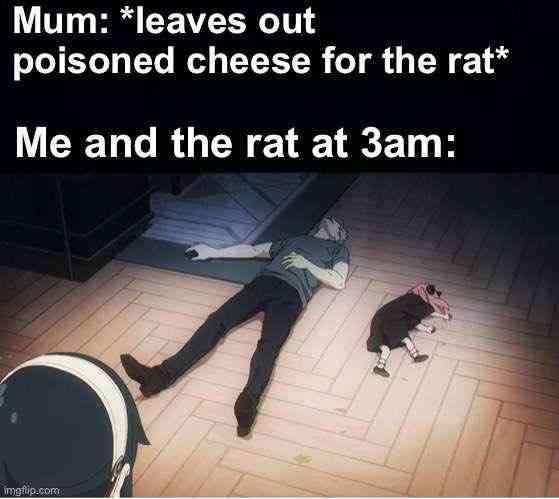 Mum: *leaves out
poisoned cheese for the rat*
Me and the rat at 3am:
imgflip.com